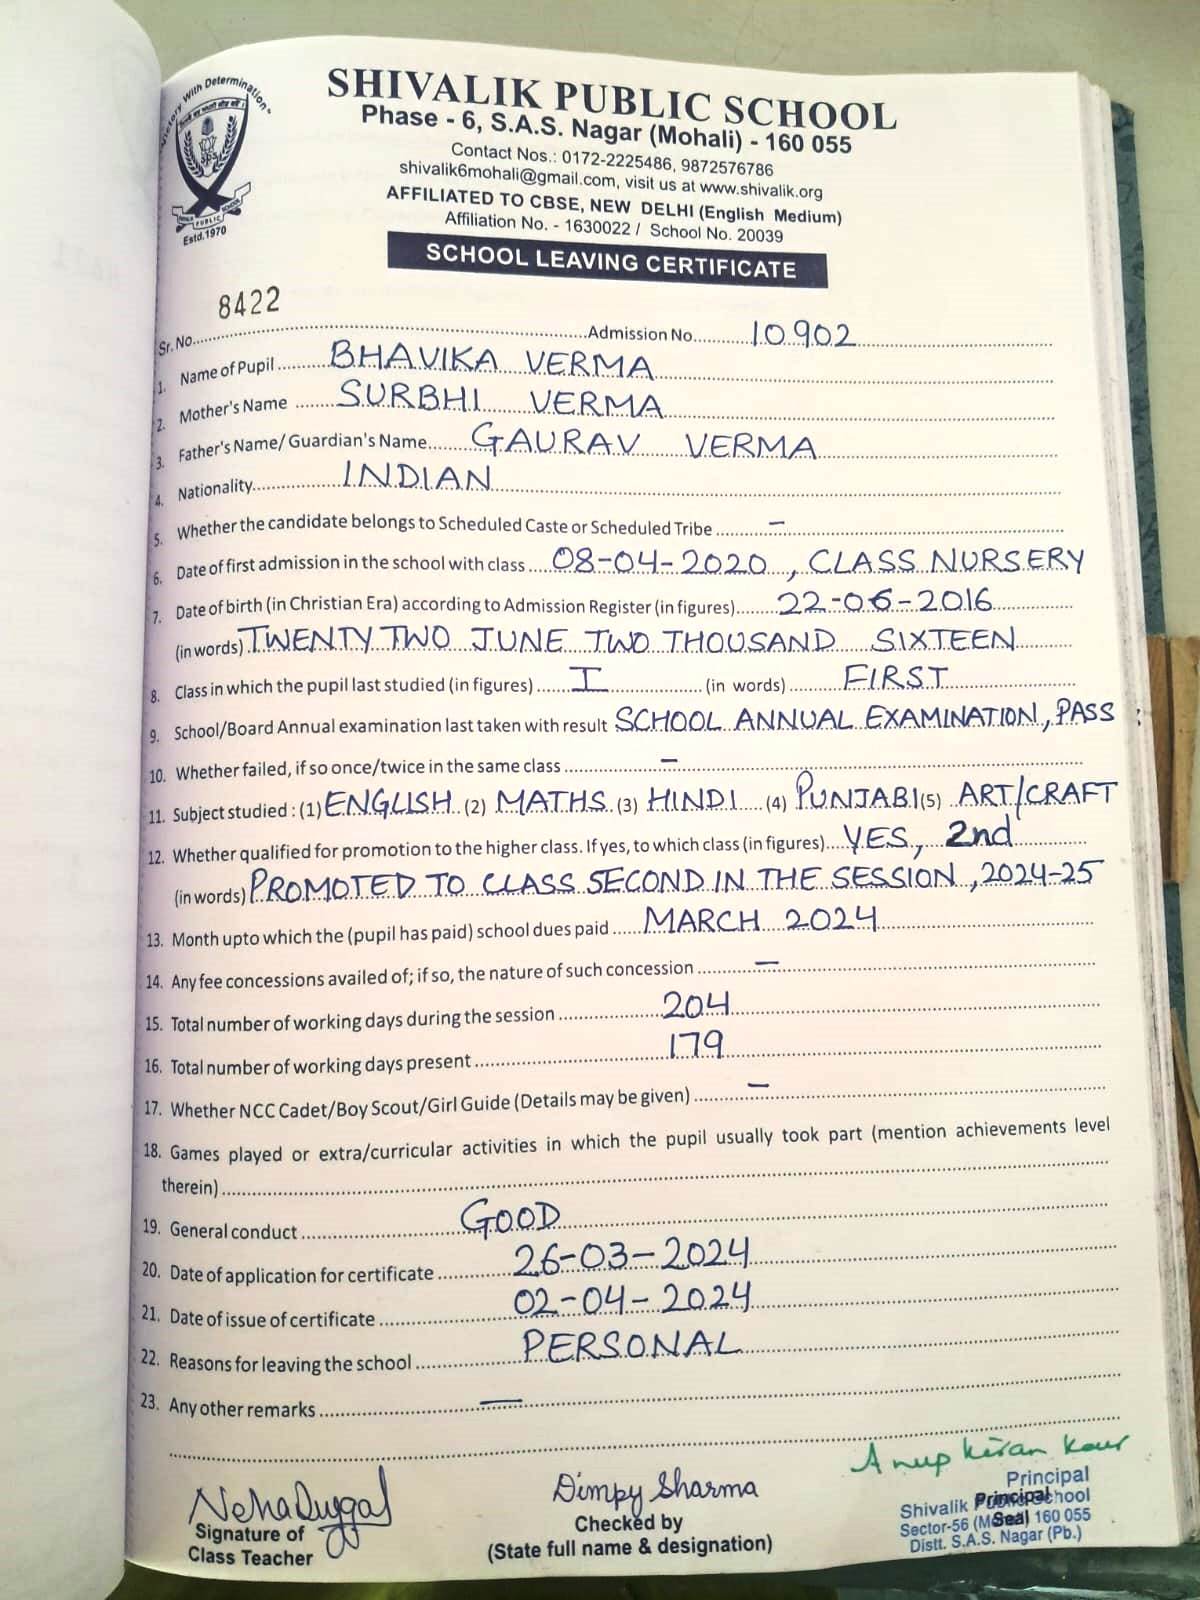 Victory With Determination
SHIVALIK PUBLIC SCHOOL
Phase - 6, S.A.S. Nagar (Mohali) - 160 055
Contact Nos.: 0172-2225486, 9872576786
shivalik6mohali@gmail.com, visit us at www.shivalik.org
AFFILIATED TO CBSE, NEW DELHI (English Medium)
Affiliation No. - 1630022 / School No. 20039
PUBLIC SCHOOL
Estd.1970
SCHOOL LEAVING CERTIFICATE
8422
Sr. No. Admission No. 10902
1. Name of Pupil BHAVIKA VERMA
2. Mother's Name SURBHI VERMA
3. Father's Name/ Guardian's Name GAURAV VERMA
4. Nationality INDIAN
5. Whether the candidate belongs to Scheduled Caste or Scheduled Tribe –
6. Date of first admission in the school with class 08-04-2020, CLASS NURSERY
7. Date of birth (in Christian Era) according to Admission Register (in figures) 22-06-2016
(in words) TWENTY TWO JUNE TWO THOUSAND SIXTEEN
8. Class in which the pupil last studied (in figures) I (in words) FIRST
9. School/Board Annual examination last taken with result SCHOOL ANNUAL EXAMINATION, PASS
10. Whether failed, if so once/twice in the same class –
11. Subject studied : (1) ENGLISH (2) MATHS (3) HINDI (4) PUNJABI (5) ART/CRAFT
12. Whether qualified for promotion to the higher class. If yes, to which class (in figures) YES, 2nd
(in words) PROMOTED TO CLASS SECOND IN THE SESSION, 2024-25
13. Month upto which the (pupil has paid) school dues paid MARCH 2024
14. Any fee concessions availed of; if so, the nature of such concession –
15. Total number of working days during the session 204
16. Total number of working days present 179
17. Whether NCC Cadet/Boy Scout/Girl Guide (Details may be given) –
18. Games played or extra/curricular activities in which the pupil usually took part (mention achievements level
therein)
19. General conduct GOOD
20. Date of application for certificate 26-03-2024
21. Date of issue of certificate 02-04-2024
22. Reasons for leaving the school PERSONAL
23. Any other remarks –
Neha Duggal Dimpy Sharma Anup Kiran Kaur
Signature of Class Teacher
Checked by
(State full name & designation)
Principal
Seal
Principal
Shivalik Public School
Sector-56 160 055
Distt. S.A.S. Nagar (Pb.)